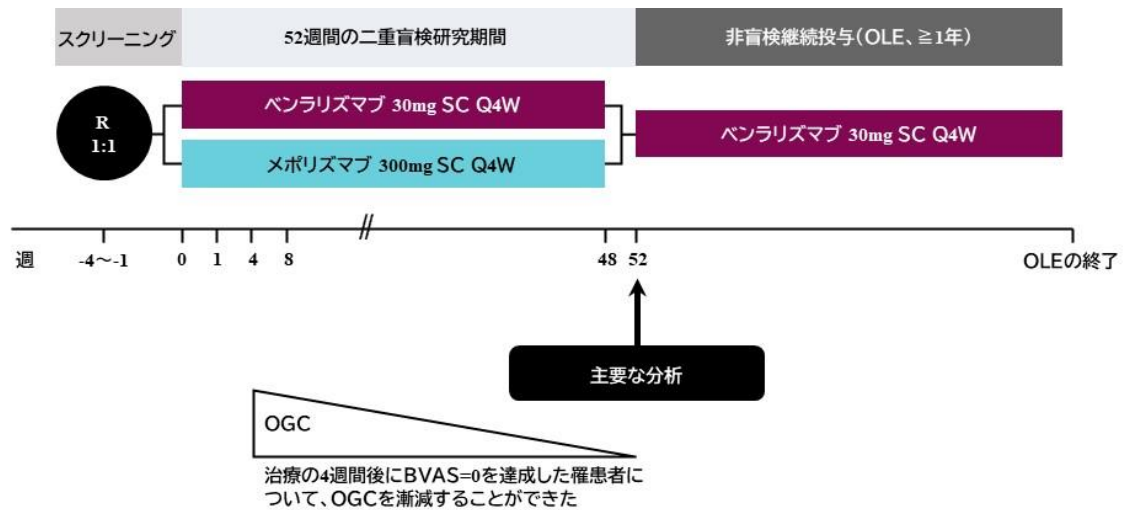 スクリーニング
52週間の二重盲検研究期間
非盲検継続投与(OLE、≧1年)
R
1:1
ベンラリズマブ 30mg SC Q4W
メポリズマブ 300mg SC Q4W
ベンラリズマブ 30mg SC Q4W
週 -4～-1 0 1 4 8 48 52 OLEの終了
主要な分析
OGC
治療の4週間後にBVAS=0を達成した罹患者に
ついて、OGCを漸減することができた